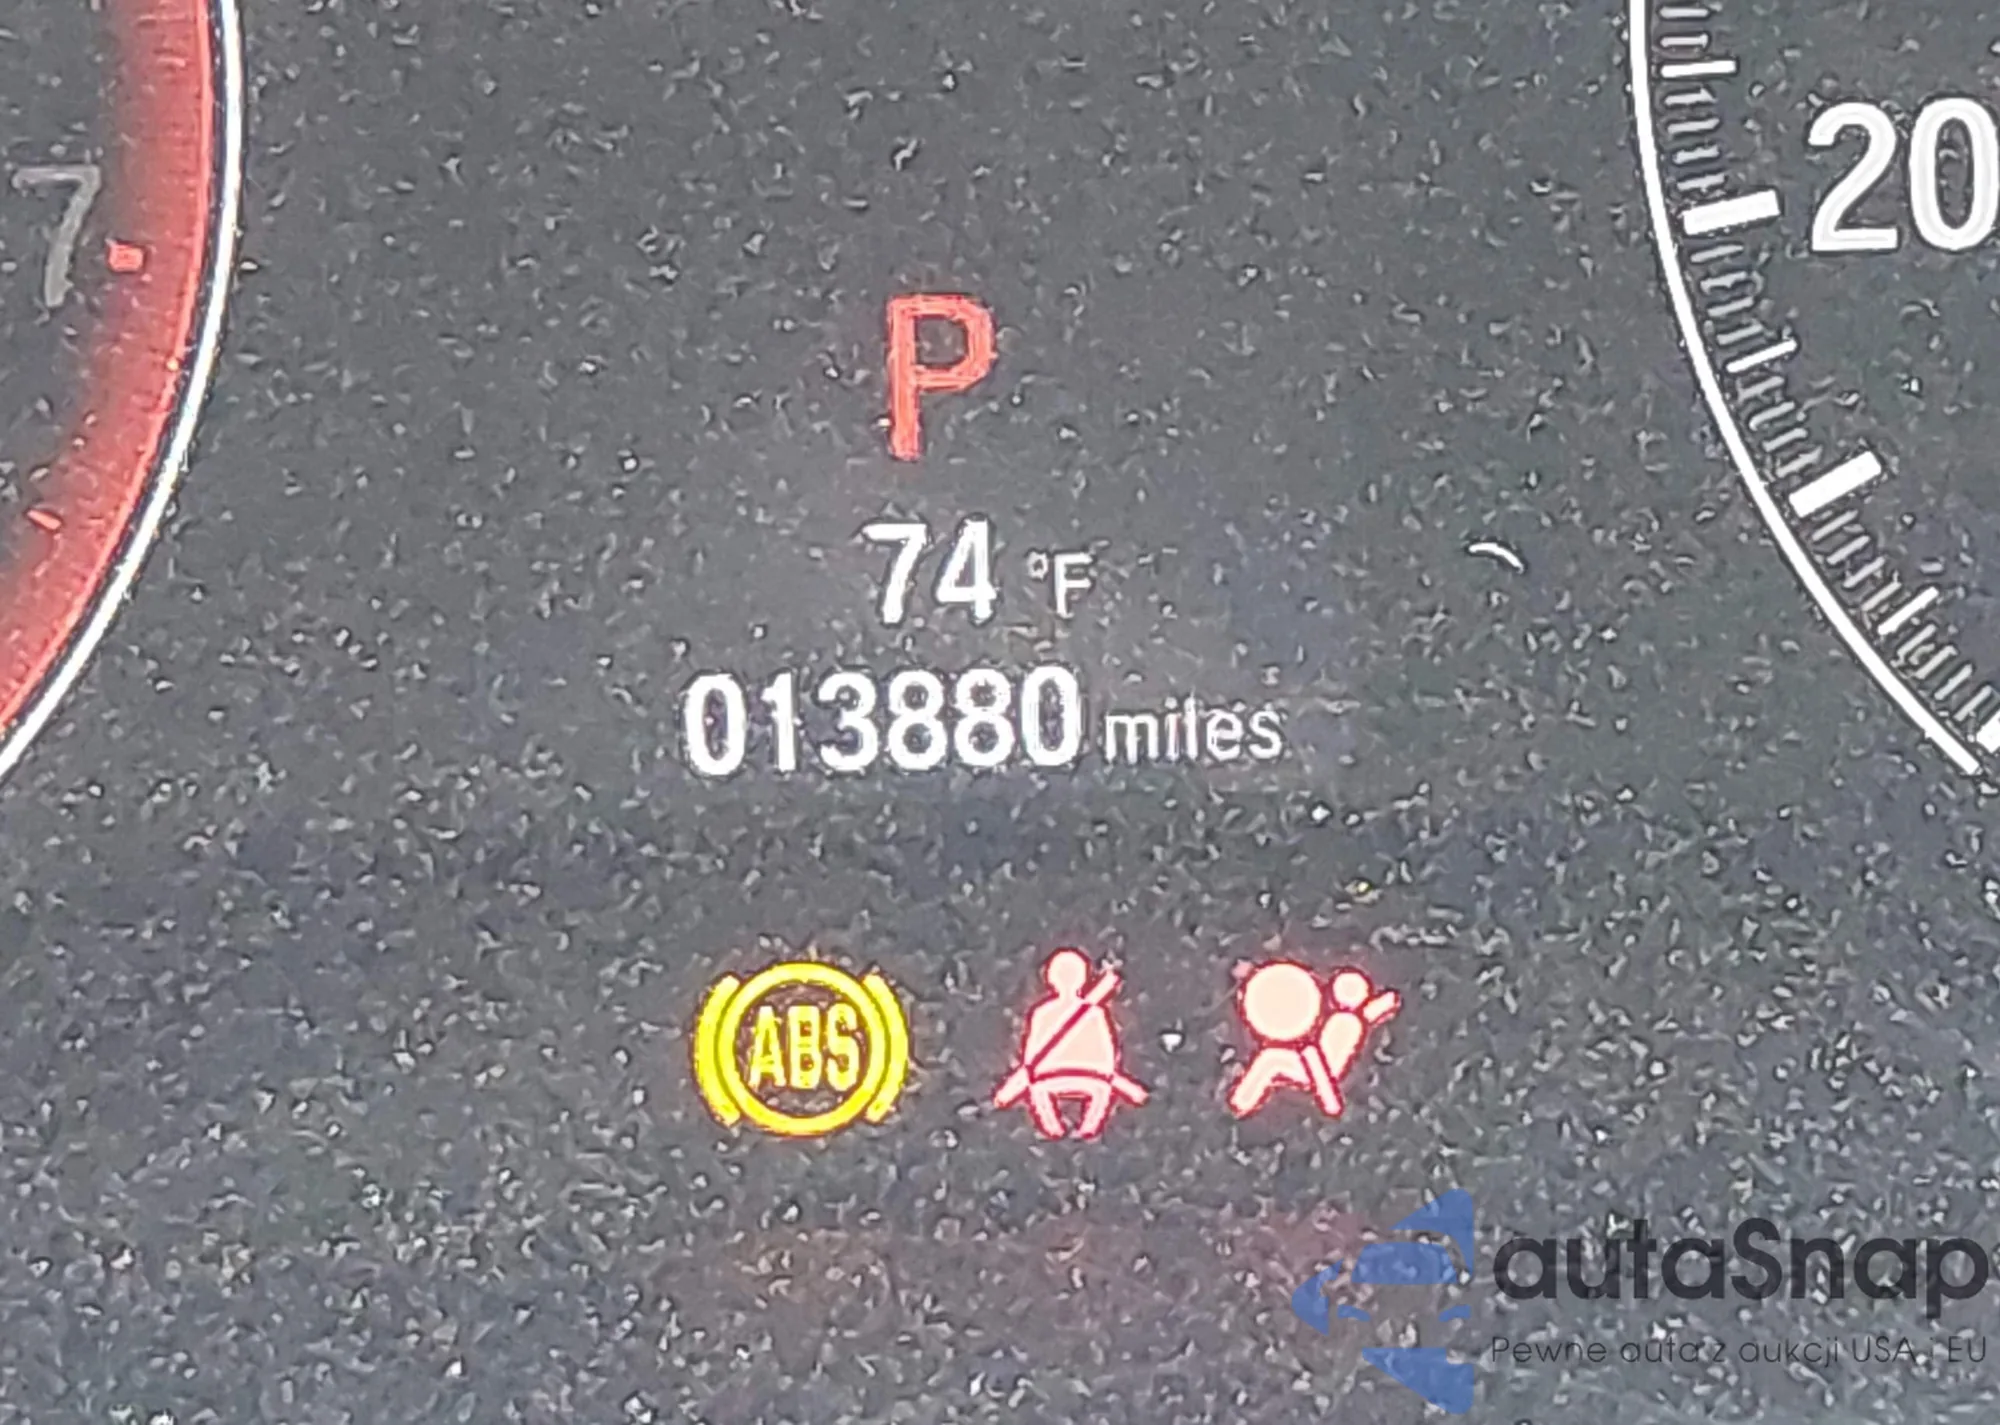 7
20
P
74 °F
013880 miles
ABS
autaSnap
Pewne auta z aukcji USA i EU